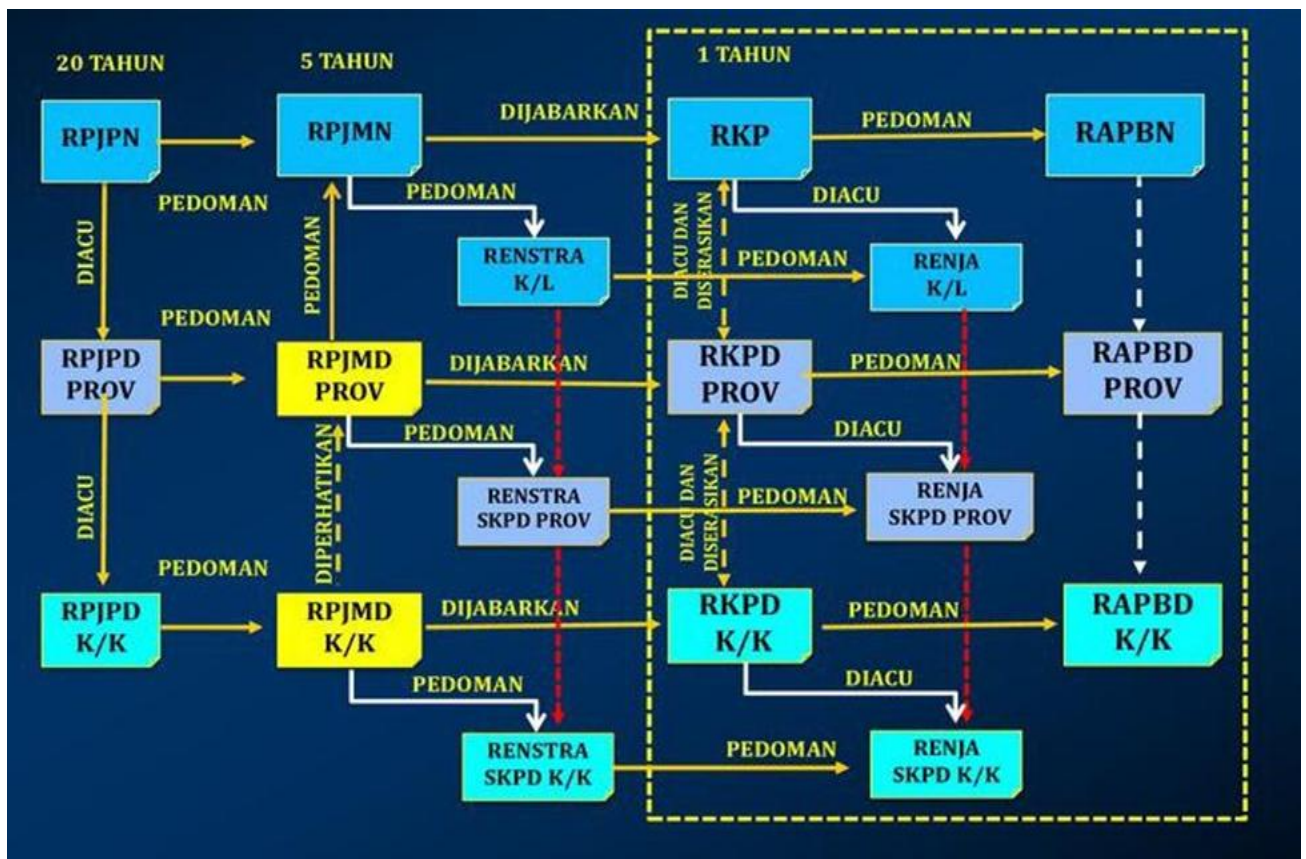 20 TAHUN
5 TAHUN
1 TAHUN
RPJPN
RPJMN
DIJABARKAN
RKP
PEDOMAN
RAPBN
PEDOMAN
PEDOMAN
DIACU
DIACU
PEDOMAN
DIACU DAN
DISERASIKAN
RENSTRA
K/L
PEDOMAN
RENJA
K/L
PEDOMAN
RPJPD
PROV
RPJMD
PROV
DIJABARKAN
RKPD
PROV
PEDOMAN
RAPBD
PROV
PEDOMAN
DIACU
DIACU
DIPERHATIKAN
DIACU DAN
DISERASIKAN
RENSTRA
SKPD PROV
PEDOMAN
RENJA
SKPD PROV
PEDOMAN
RPJPD
K/K
RPJMD
K/K
DIJABARKAN
RKPD
K/K
PEDOMAN
RAPBD
K/K
PEDOMAN
DIACU
RENSTRA
SKPD K/K
PEDOMAN
RENJA
SKPD K/K